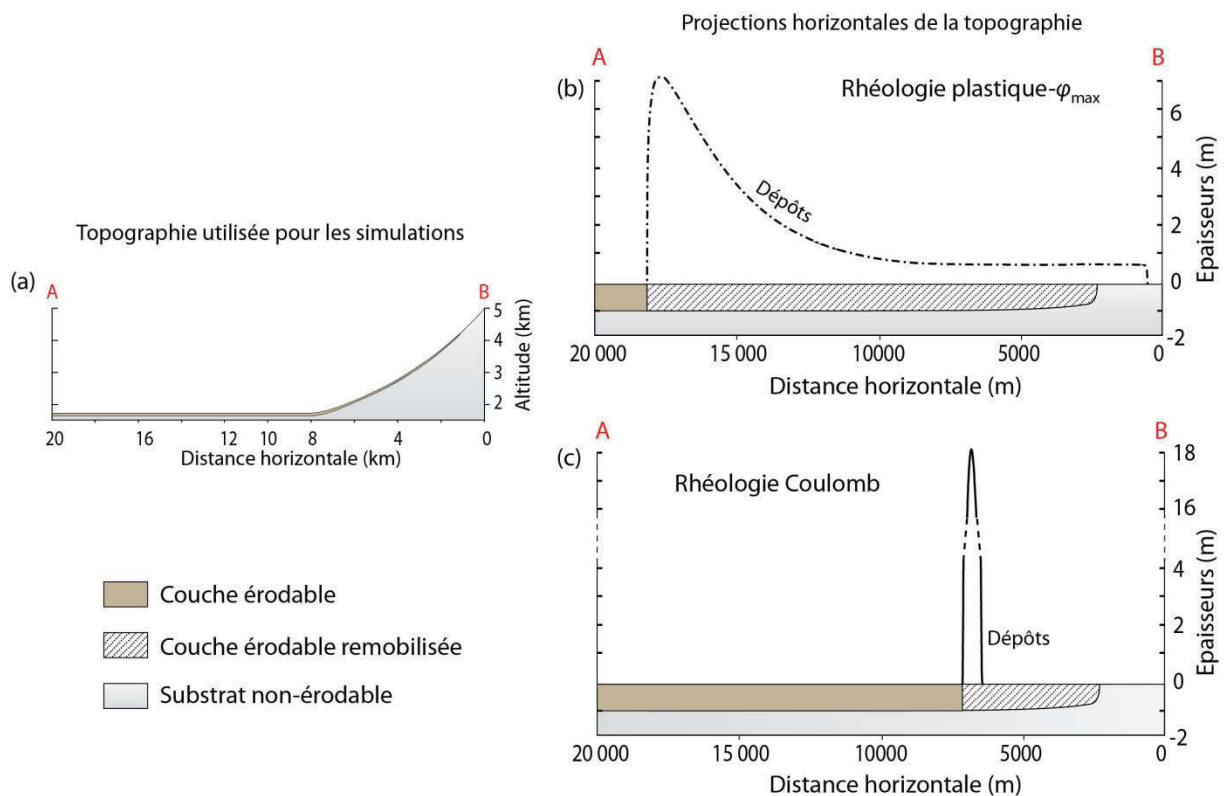 Projections horizontales de la topographie
A
B
(b)
Rhéologie plastique-φmax
Dépôts
6
4
2
0
-2
Epaisseurs (m)
20 000
15 000
10000
5000
0
Distance horizontale (m)
Topographie utilisée pour les simulations
(a)
A
B
5
4
3
2
Altitude (km)
20
16
12
10
8
4
0
Distance horizontale (km)
A
B
(c)
Rhéologie Coulomb
Dépôts
18
16
4
2
0
-2
Epaisseurs (m)
20 000
15 000
10 000
5000
0
Distance horizontale (m)
Couche érodable
Couche érodable remobilisée
Substrat non-érodable